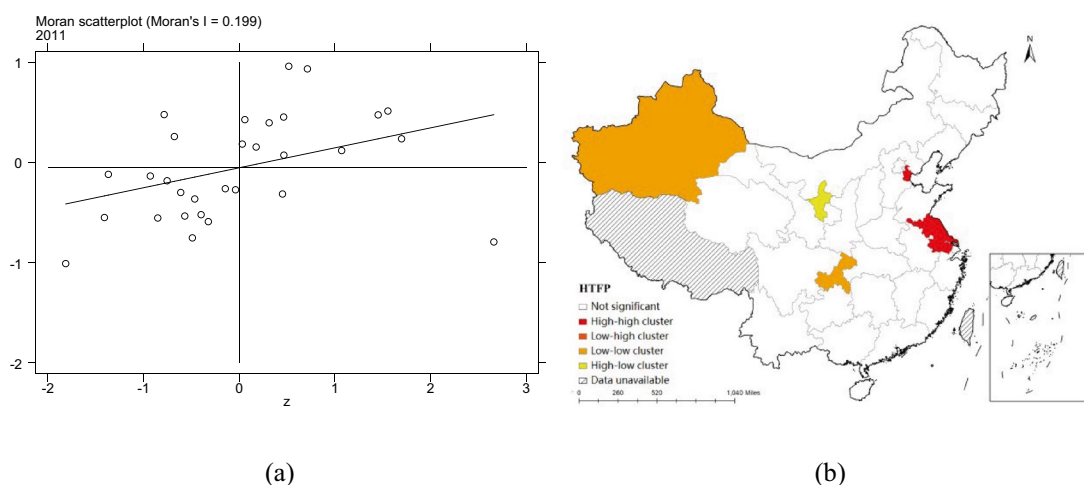 Moran scatterplot (Moran's I = 0.199)
2011
1
0
-1
-2
-2 -1 0 1 2 3
z
N
HTFP
Not significant
High-high cluster
Low-high cluster
Low-low cluster
High-low cluster
Data unavailable
0 260 520 1,040 Miles
(a) (b)